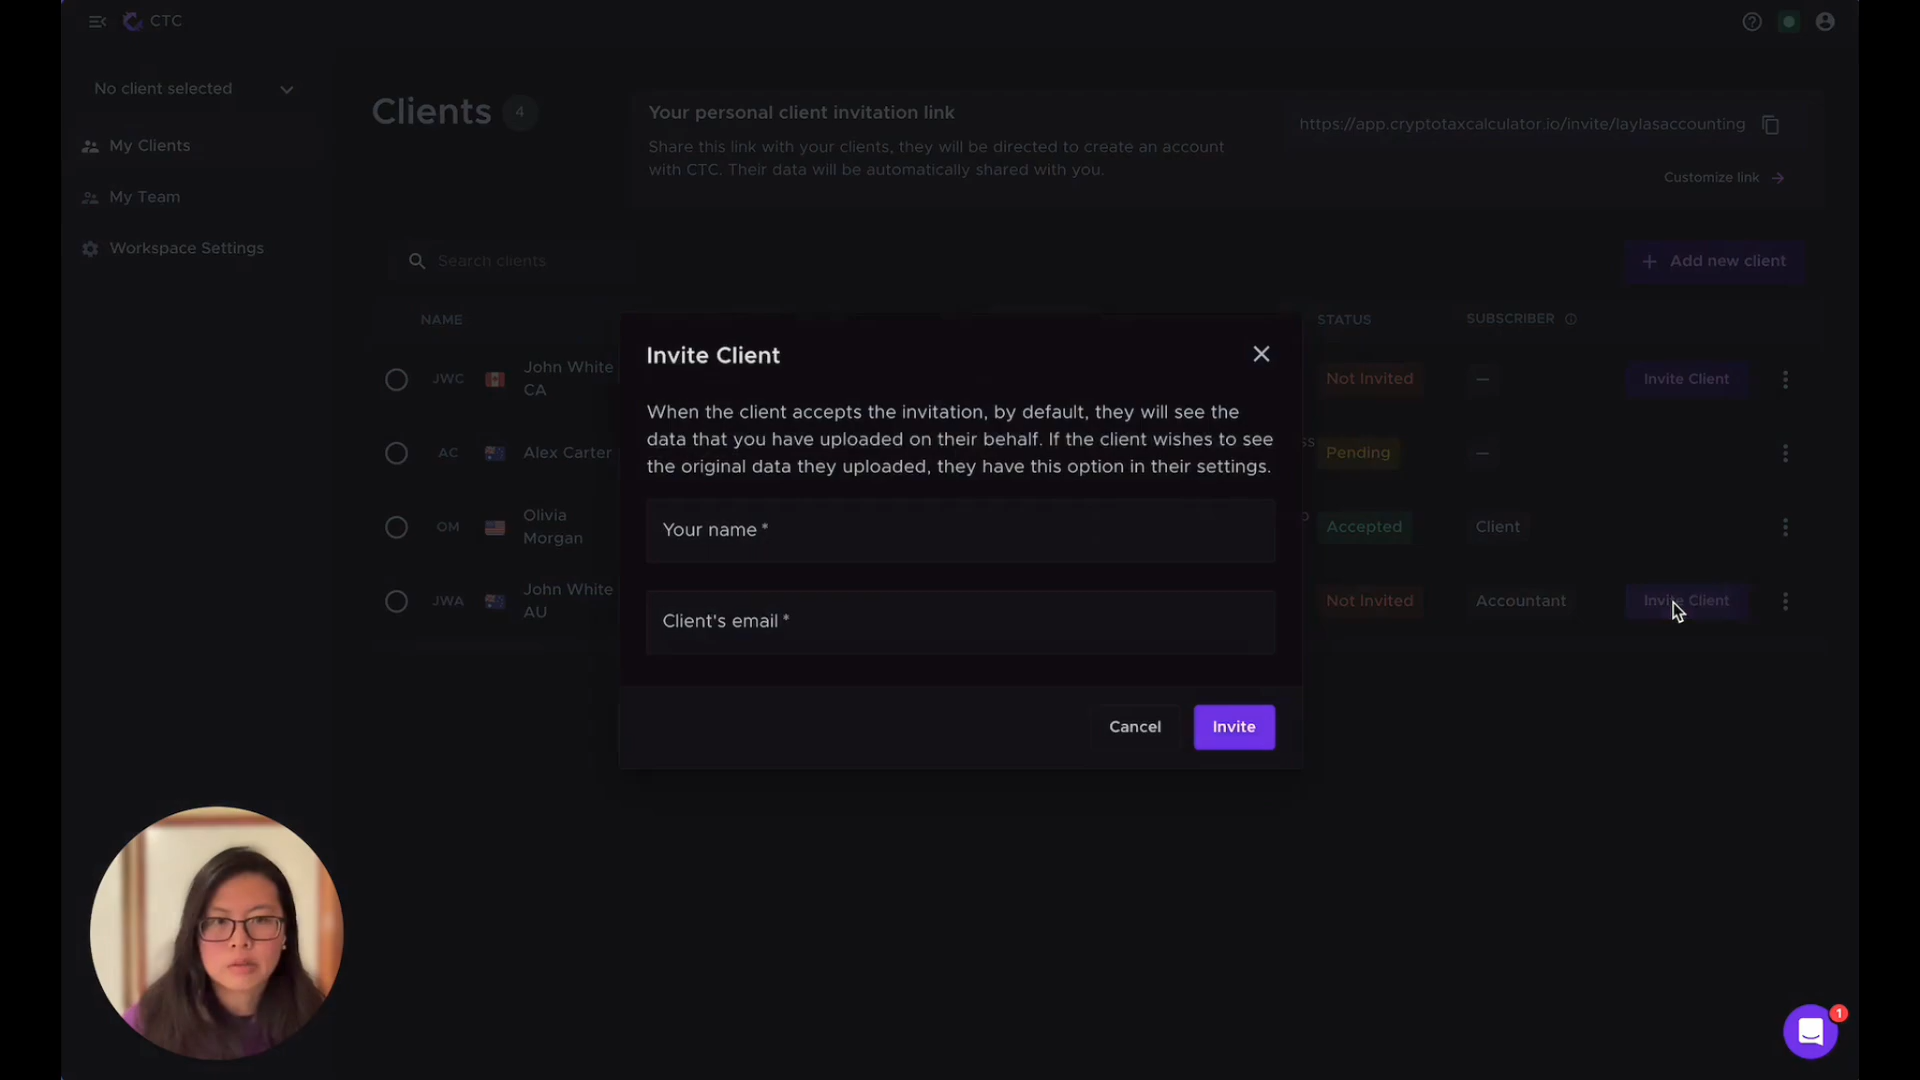 CTC
No client selected
My Clients
My Team
Workspace Settings
Clients 4
Your personal client invitation link
Share this link with your clients, they will be directed to create an account
with CTC. Their data will be automatically shared with you.
https://app.cryptotaxcalculator.io/invite/laylasaccounting
Customize link
Search clients
Add new client
NAME
STATUS
SUBSCRIBER
JWC
John White
CA
Not Invited
—
Invite Client
AC
Alex Carter
ss
Pending
—
OM
Olivia
Morgan
o
Accepted
Client
JWA
John White
AU
Not Invited
Accountant
Invite Client
Invite Client
When the client accepts the invitation, by default, they will see the
data that you have uploaded on their behalf. If the client wishes to see
the original data they uploaded, they have this option in their settings.
Your name *
Client's email *
Cancel
Invite
1